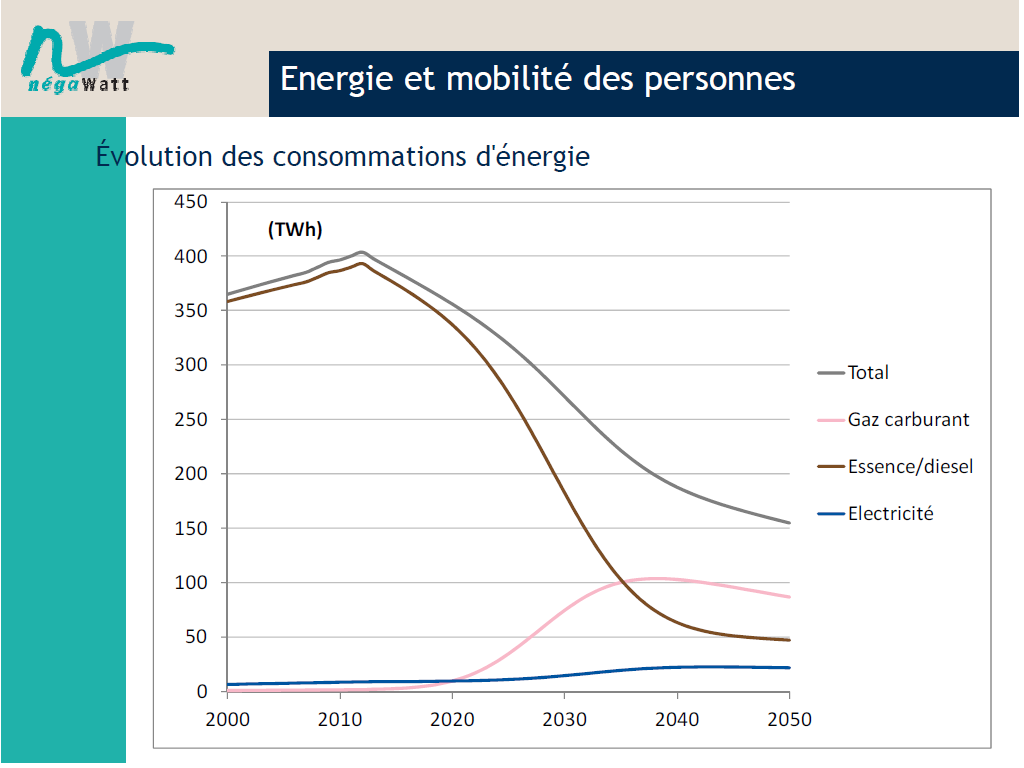 nW
négaWatt
Energie et mobilité des personnes
Évolution des consommations d'énergie
(TWh)
450
400
350
300
250
200
150
100
50
0
2000 2010 2020 2030 2040 2050
Total
Gaz carburant
Essence/diesel
Electricité